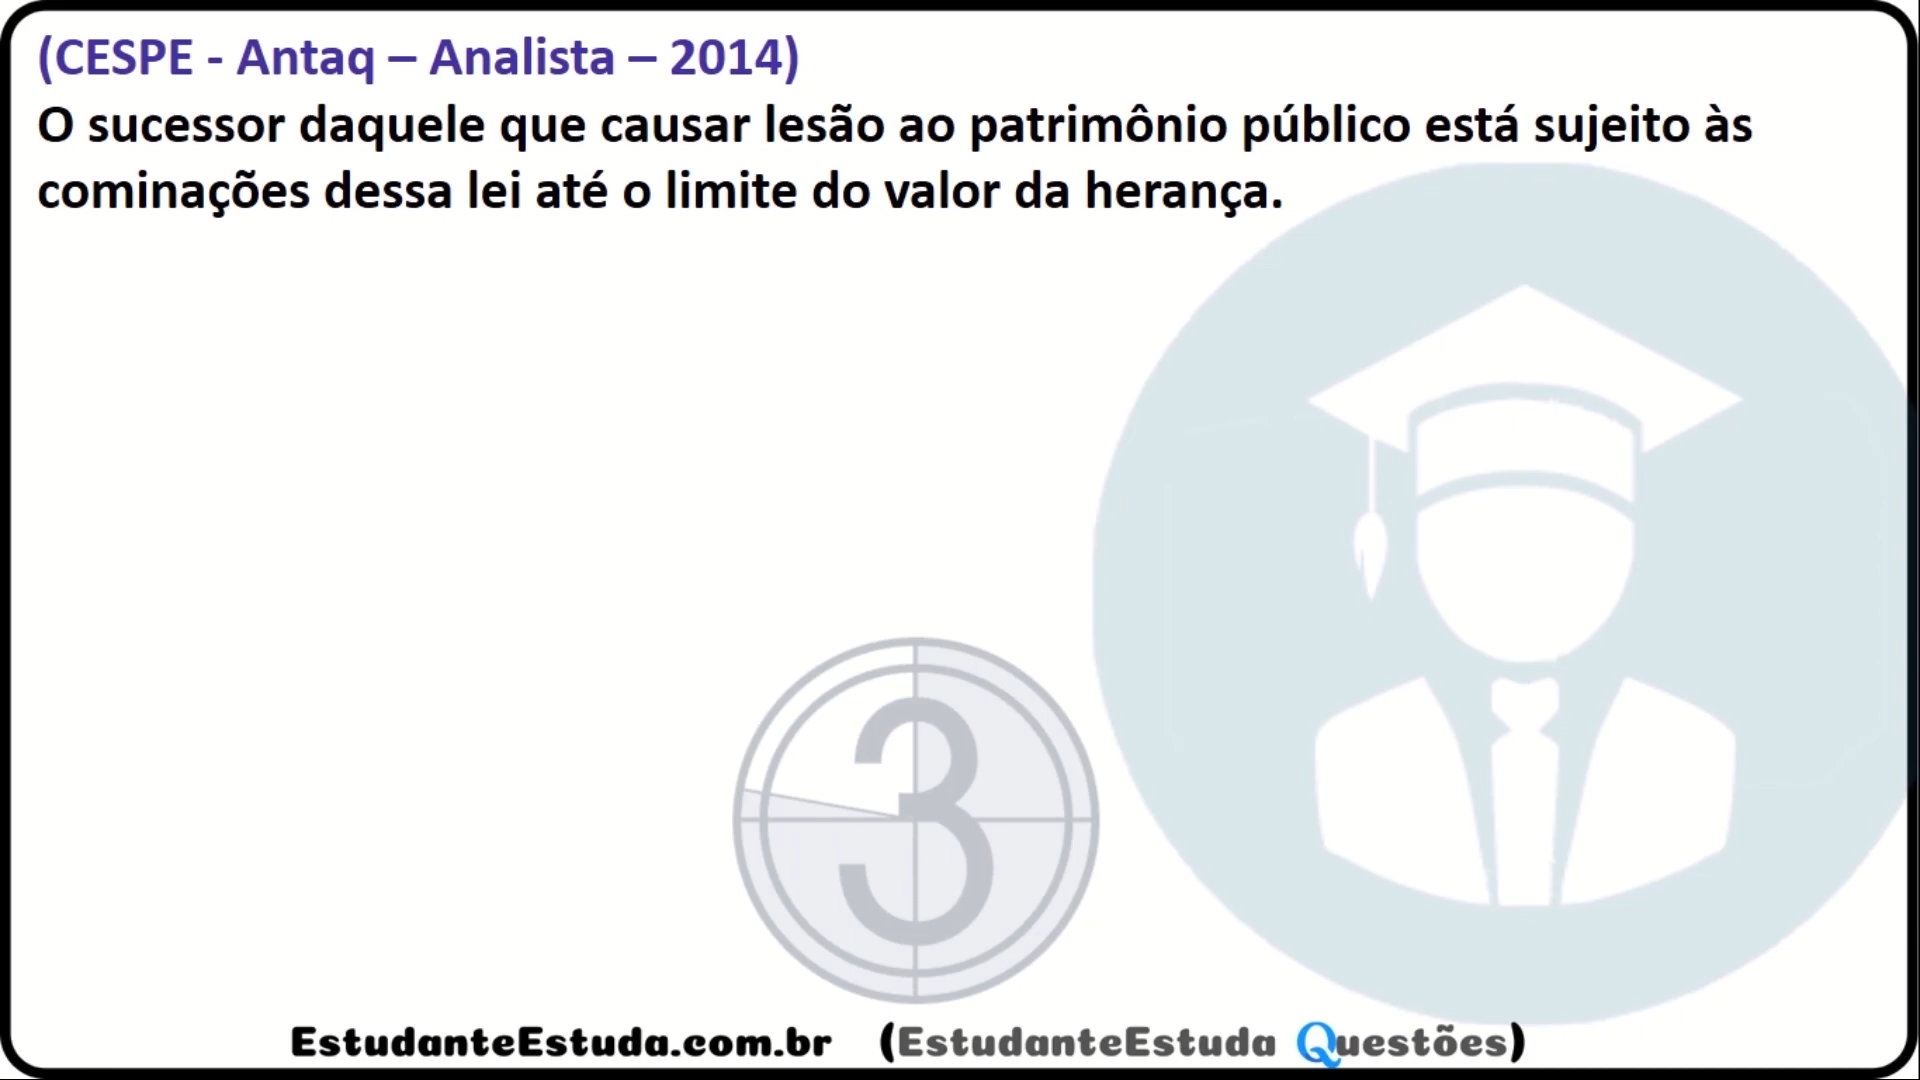 (CESPE - Antaq – Analista – 2014)
O sucessor daquele que causar lesão ao patrimônio público está sujeito às
cominações dessa lei até o limite do valor da herança.
3
EstudanteEstuda.com.br (EstudanteEstuda Questões)